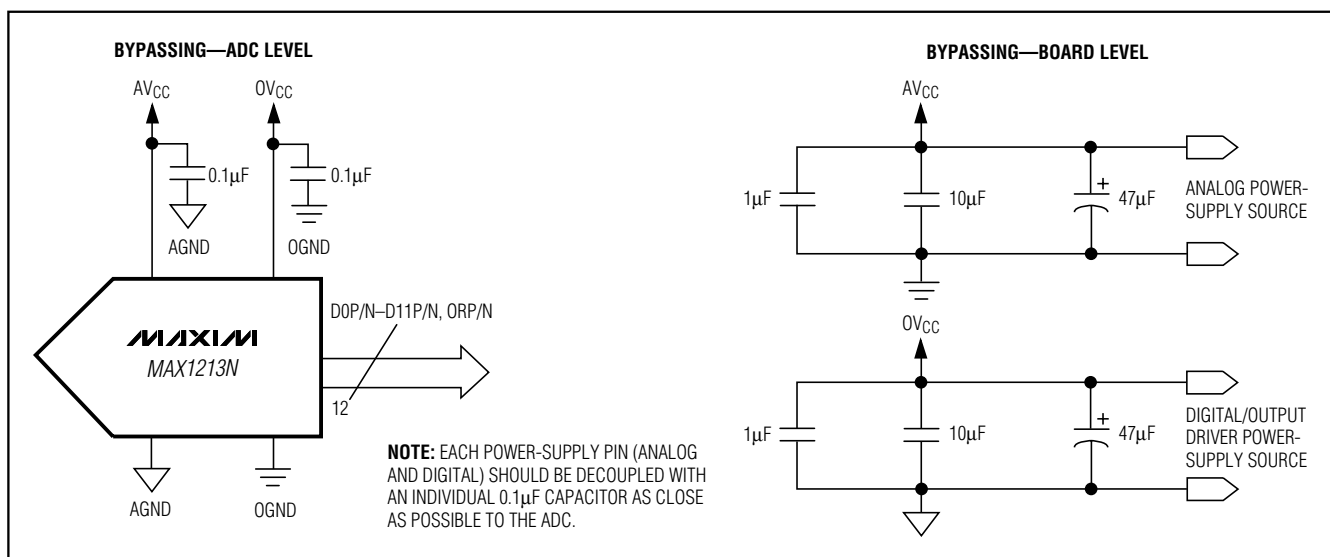 BYPASSING—ADC LEVEL
AVCC
OVCC
0.1µF
0.1µF
AGND
OGND
MAXIM
MAX1213N
D0P/N–D11P/N, ORP/N
12
AGND
OGND
NOTE: EACH POWER-SUPPLY PIN (ANALOG
AND DIGITAL) SHOULD BE DECOUPLED WITH
AN INDIVIDUAL 0.1µF CAPACITOR AS CLOSE
AS POSSIBLE TO THE ADC.
BYPASSING—BOARD LEVEL
AVCC
1µF
10µF
+
47µF
ANALOG POWER-
SUPPLY SOURCE
OVCC
1µF
10µF
+
47µF
DIGITAL/OUTPUT
DRIVER POWER-
SUPPLY SOURCE